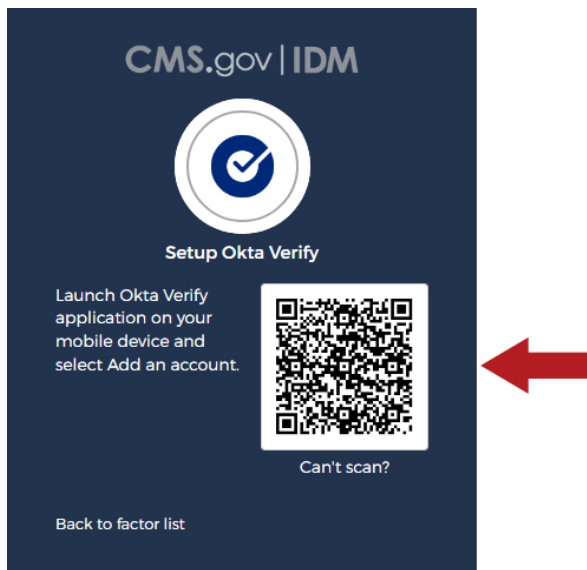 CMS.gov|IDM
Setup Okta Verify
Launch Okta Verify
application on your
mobile device and
select Add an account.
Can't scan?
Back to factor list